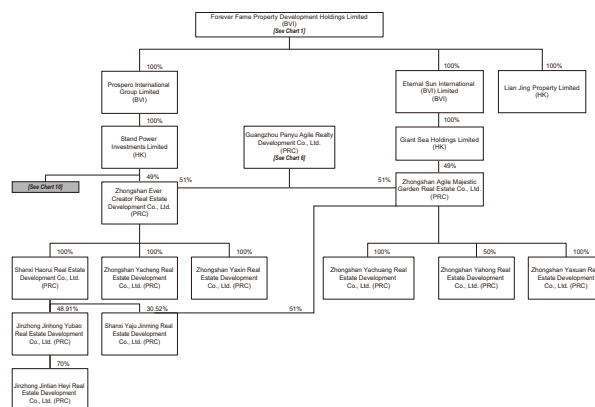 Forever Fame Property Development Holdings Limited
(BVI)
[See Chart 1]
100%
100%
100%
Prospero International
Group Limited
(BVI)
Eternal Sun International
(BVI) Limited
(BVI)
Lian Jing Property Limited
(HK)
100%
100%
Stand Power
Investments Limited
(HK)
Guangzhou Panyu Agile Realty
Development Co., Ltd.
(PRC)
[See Chart 6]
Giant Sea Holdings Limited
(HK)
49%
49%
[See Chart 10]
51%
51%
Zhongshan Ever
Creator Real Estate
Development Co., Ltd.
(PRC)
Zhongshan Agile Majestic
Garden Real Estate Co., Ltd.
(PRC)
100%
100%
100%
100%
50%
100%
Shanxi Haorui Real Estate
Development Co., Ltd.
(PRC)
Zhongshan Yacheng Real
Estate Development
Co., Ltd. (PRC)
Zhongshan Yaxin Real
Estate Development
Co., Ltd. (PRC)
Zhongshan Yachuang Real
Estate Development
Co., Ltd. (PRC)
Zhongshan Yahong Real
Estate Development
Co., Ltd. (PRC)
Zhongshan Yaxuan Real
Estate Development
Co., Ltd. (PRC)
48.91%
30.52%
51%
Jinzhong Jinhong Yubao
Real Estate Development
Co., Ltd. (PRC)
Shanxi Yaju Jinming Real
Estate Development
Co., Ltd. (PRC)
70%
Jinzhong Jintian Heyi Real
Estate Development
Co., Ltd. (PRC)